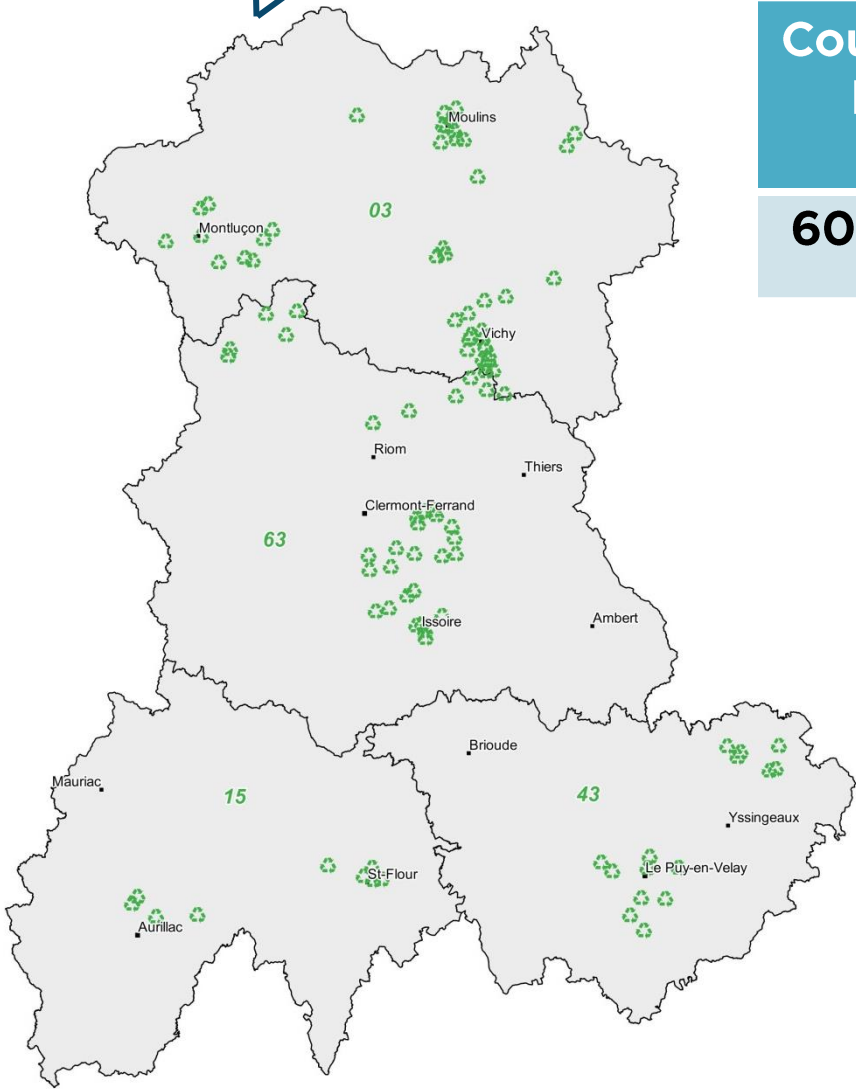 Moulins
03
Montluçon
Vichy
Riom
Thiers
Clermont-Ferrand
63
Ambert
Issoire
Brioude
Mauriac
15
43
Yssingeaux
Le Puy-en-Velay
St-Flour
Aurillac
60